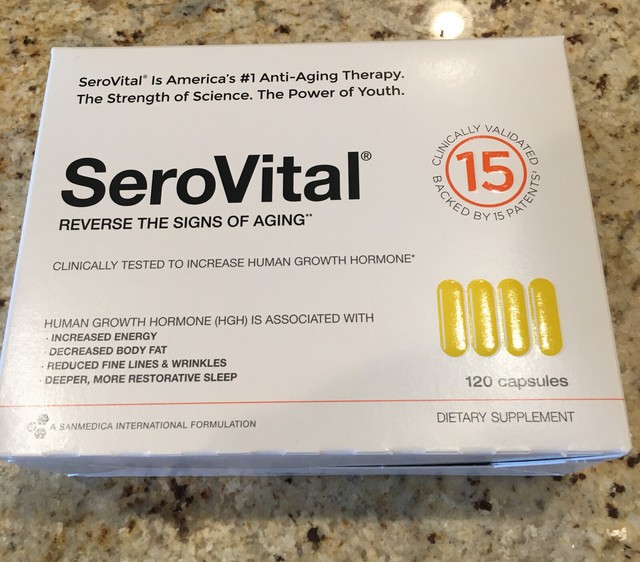 SeroVital® Is America's #1 Anti-Aging Therapy.
The Strength of Science. The Power of Youth.
SeroVital®
REVERSE THE SIGNS OF AGING**
CLINICALLY VALIDATED
15
BACKED BY 15 PATENTS‡
CLINICALLY TESTED TO INCREASE HUMAN GROWTH HORMONE*
HUMAN GROWTH HORMONE (HGH) IS ASSOCIATED WITH
· INCREASED ENERGY
· DECREASED BODY FAT
· REDUCED FINE LINES & WRINKLES
· DEEPER, MORE RESTORATIVE SLEEP
120 capsules
A SANMEDICA INTERNATIONAL FORMULATION
DIETARY SUPPLEMENT